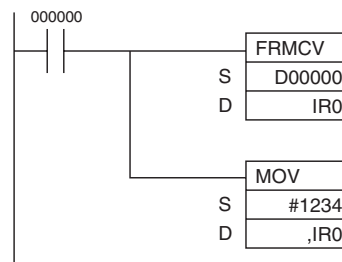 000000
FRMCV
S D00000
D IR0
MOV
S #1234
D ,IR0